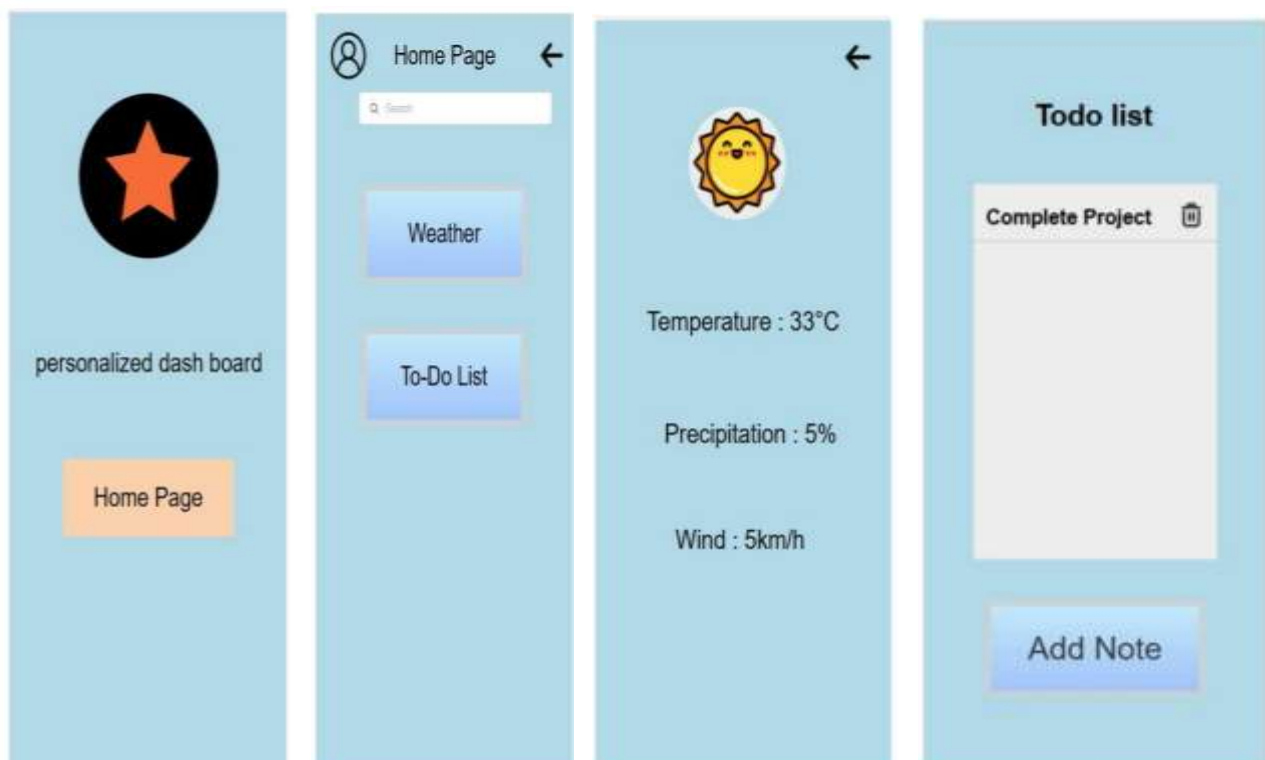 personalized dash board
Home Page
Home Page
Search
Weather
To-Do List
Temperature : 33°C
Precipitation : 5%
Wind : 5km/h
Todo list
Complete Project
Add Note